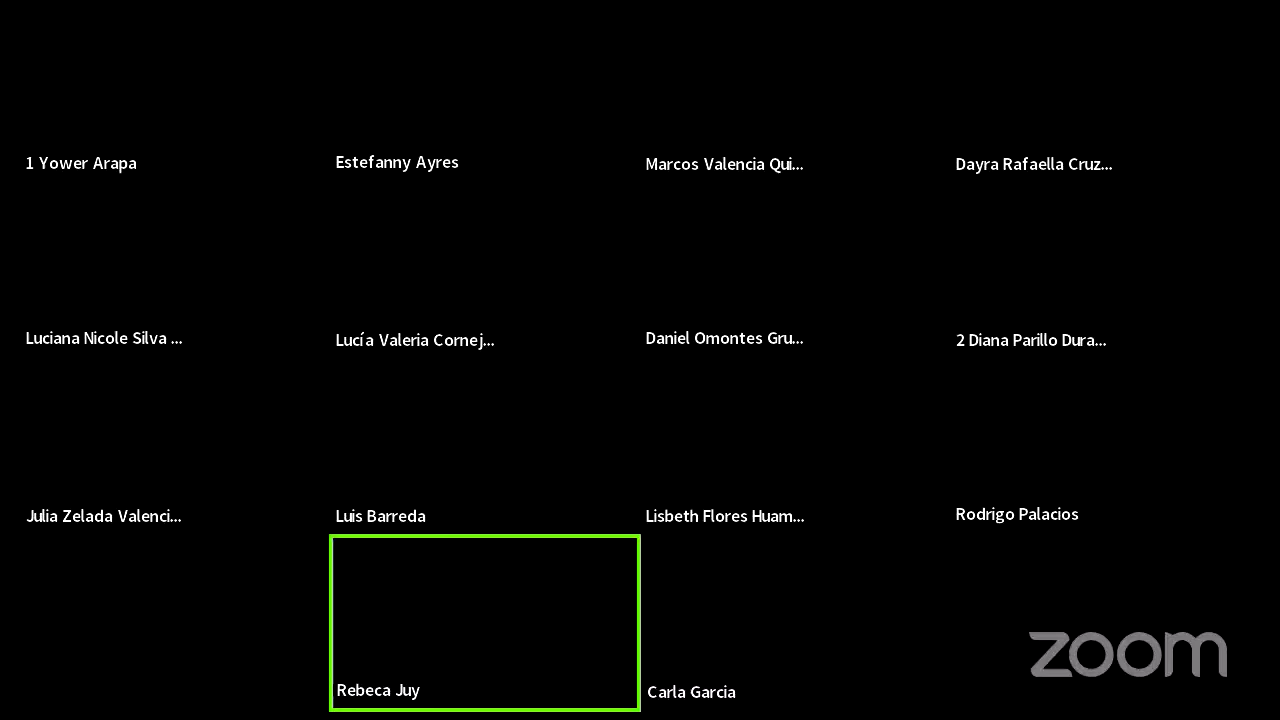 1 Yower Arapa
Estefanny Ayres
Marcos Valencia Qui...
Dayra Rafaella Cruz...
Luciana Nicole Silva ...
Lucía Valeria Cornej...
Daniel Omontes Gru...
2 Diana Parillo Dura...
Julia Zelada Valenci...
Luis Barreda
Lisbeth Flores Huam...
Rodrigo Palacios
Rebeca Juy
Carla Garcia
zoom